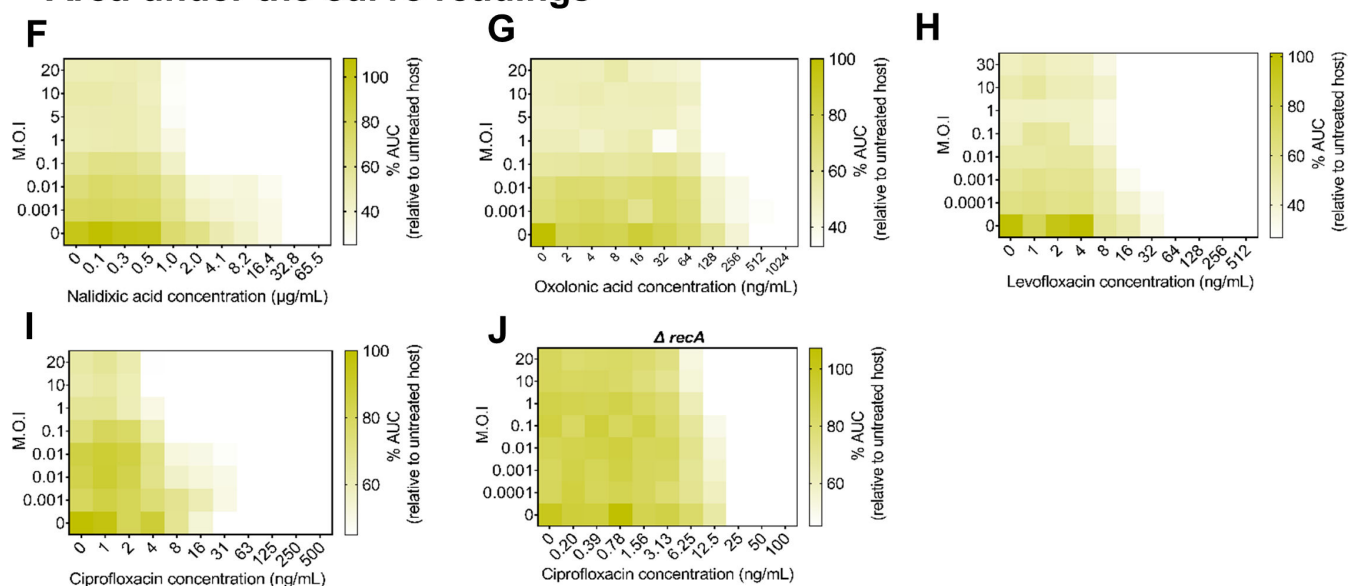 F
M.O.I
20
10
5
1
0.1
0.01
0.001
0
0 0.1 0.3 0.5 1.0 2.0 4.1 8.2 16.4 32.8 65.5
Nalidixic acid concentration (µg/mL)
100
80
60
40
% AUC
(relative to untreated host)
G
M.O.I
20
10
5
1
0.1
0.01
0.001
0
0 2 4 8 16 32 64 128 256 512 1024
Oxolonic acid concentration (ng/mL)
100
80
60
40
% AUC
(relative to untreated host)
H
M.O.I
30
10
1
0.1
0.01
0.001
0.0001
0
0 1 2 4 8 16 32 64 128 256 512
Levofloxacin concentration (ng/mL)
100
80
60
40
% AUC
(relative to untreated host)
I
M.O.I
20
10
1
0.1
0.01
0.01
0.001
0
0 1 2 4 8 16 31 63 125 250 500
Ciprofloxacin concentration (ng/mL)
100
80
60
% AUC
(relative to untreated host)
J
Δ recA
M.O.I
20
10
1
0.1
0.01
0.001
0.0001
0
0 0.20 0.39 0.78 1.56 3.13 6.25 12.5 25 50 100
Ciprofloxacin concentration (ng/mL)
100
80
60
% AUC
(relative to untreated host)